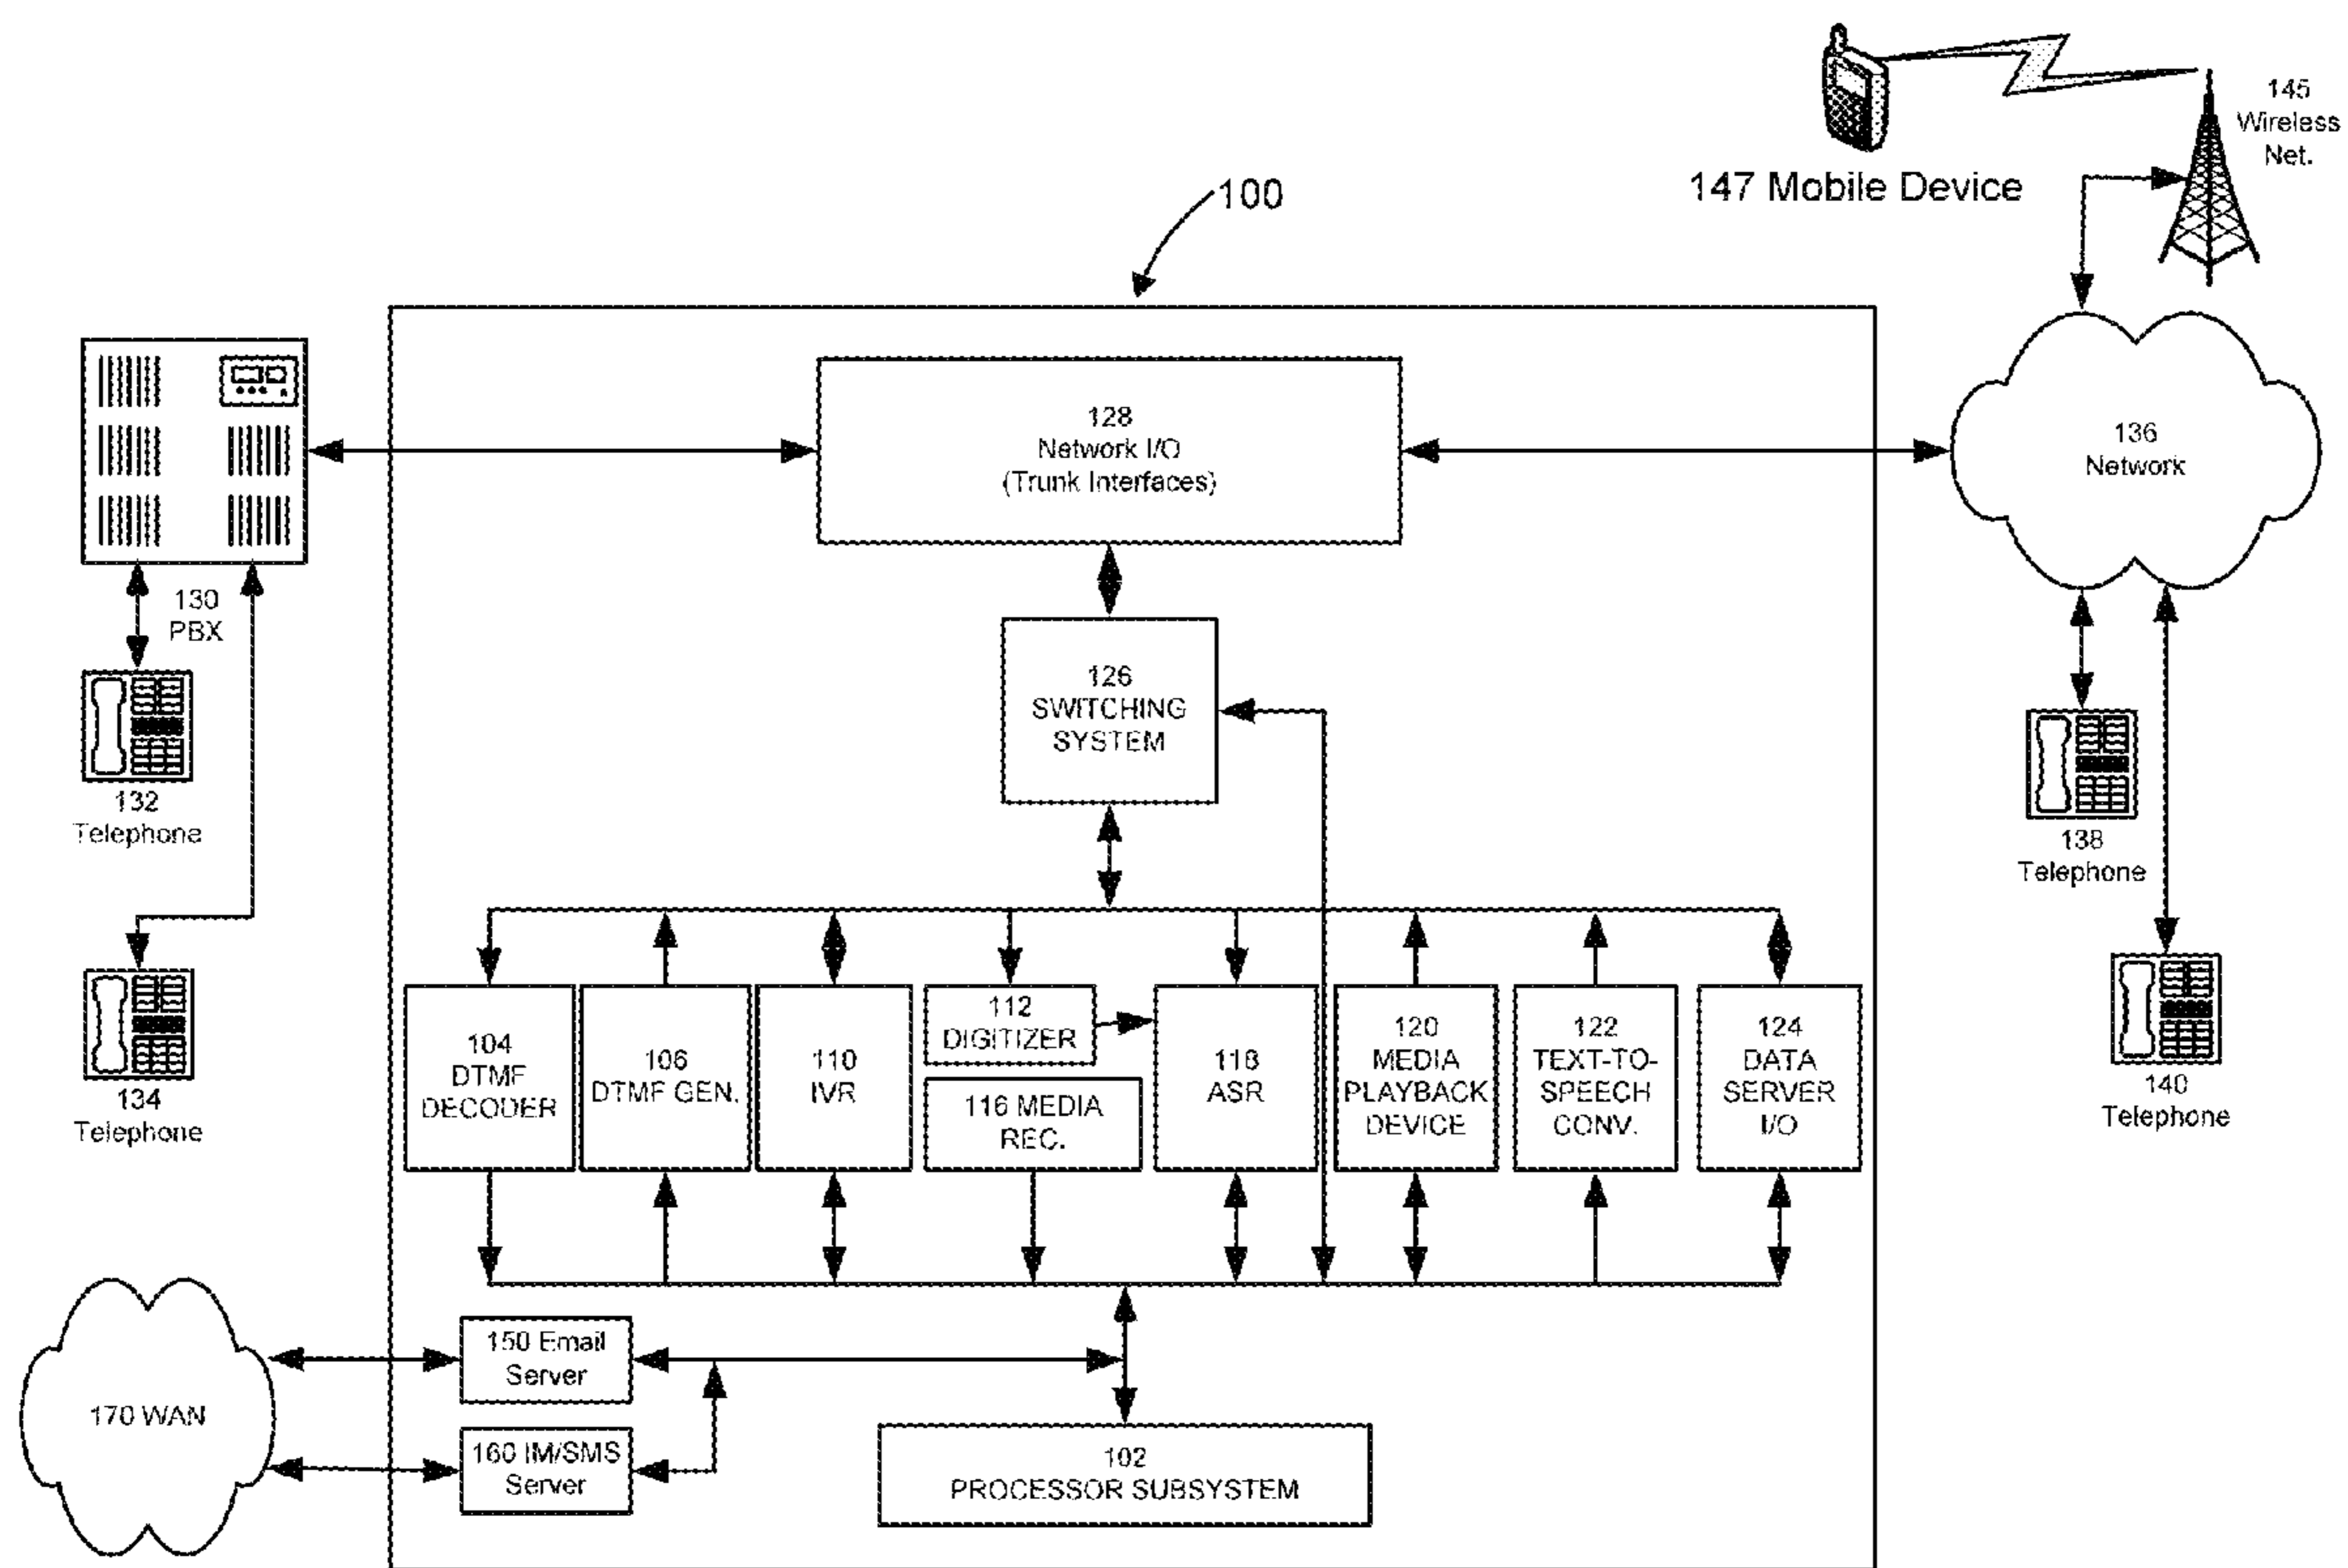 145
Wireless
Net.
147 Mobile Device
100
128
Network I/O
(Trunk Interfaces)
136
Network
130
PBX
126
SWITCHING
SYSTEM
132
Telephone
138
Telephone
134
Telephone
104
DTMF
DECODER
106
DTMF GEN.
110
IVR
112
DIGITIZER
116 MEDIA
REC.
118
ASR
120
MEDIA
PLAYBACK
DEVICE
122
TEXT-TO-
SPEECH
CONV.
124
DATA
SERVER
I/O
140
Telephone
150 Email
Server
170 WAN
160 IM/SMS
Server
102
PROCESSOR SUBSYSTEM